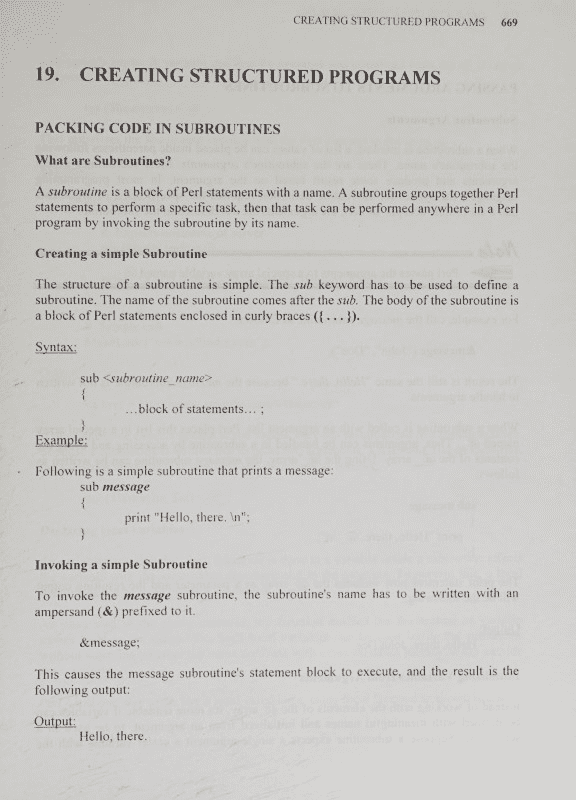 CREATING STRUCTURED PROGRAMS 669
19. CREATING STRUCTURED PROGRAMS
PACKING CODE IN SUBROUTINES
What are Subroutines?
A subroutine is a block of Perl statements with a name. A subroutine groups together Perl
statements to perform a specific task, then that task can be performed anywhere in a Perl
program by invoking the subroutine by its name.
Creating a simple Subroutine
The structure of a subroutine is simple. The sub keyword has to be used to define a
subroutine. The name of the subroutine comes after the sub. The body of the subroutine is
a block of Perl statements enclosed in curly braces ({ . . . }).
Syntax:
sub <subroutine_name>
{
…block of statements… ;
}
Example:
Following is a simple subroutine that prints a message:
sub message
{
print "Hello, there. \n";
}
Invoking a simple Subroutine
To invoke the message subroutine, the subroutine's name has to be written with an
ampersand (&) prefixed to it.
&message;
This causes the message subroutine's statement block to execute, and the result is the
following output:
Output:
Hello, there.